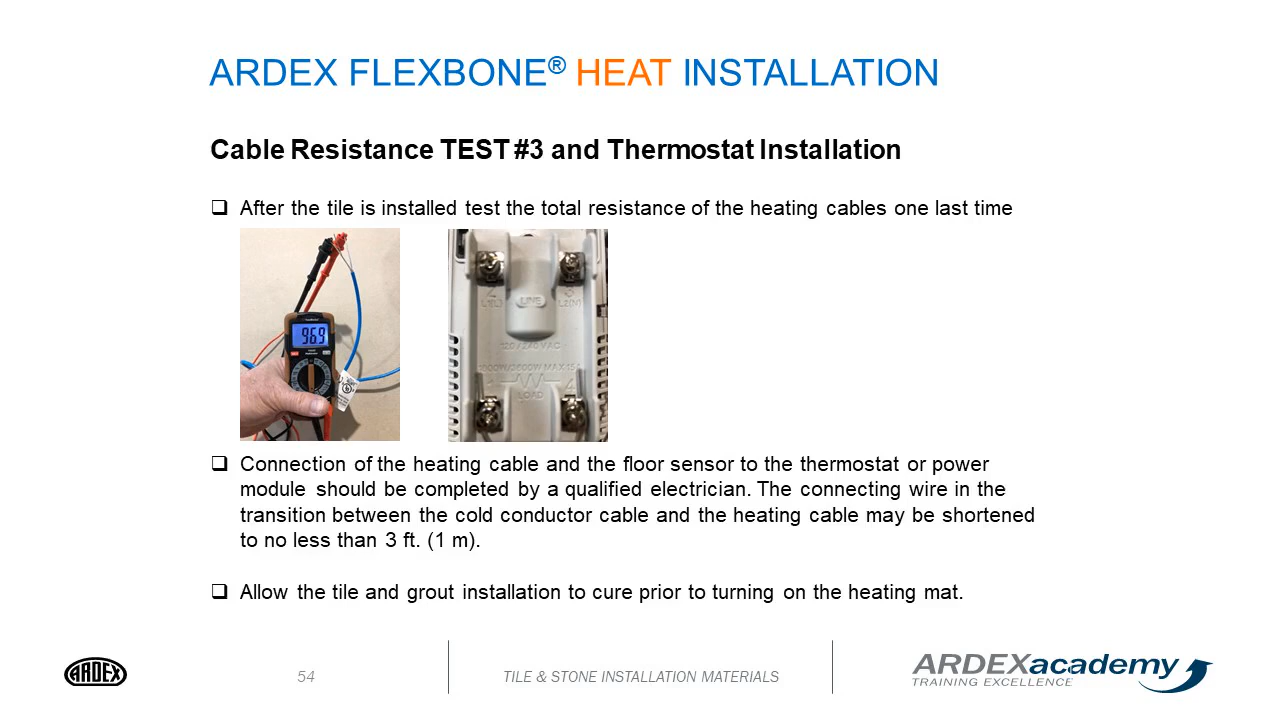 ARDEX FLEXBONE® HEAT INSTALLATION
Cable Resistance TEST #3 and Thermostat Installation
After the tile is installed test the total resistance of the heating cables one last time
96.9
LINE
120/240 VAC
LOAD
Connection of the heating cable and the floor sensor to the thermostat or power
module should be completed by a qualified electrician. The connecting wire in the
transition between the cold conductor cable and the heating cable may be shortened
to no less than 3 ft. (1 m).
Allow the tile and grout installation to cure prior to turning on the heating mat.
ARDEX
54
TILE & STONE INSTALLATION MATERIALS
ARDEXacademy
TRAINING EXCELLENCE